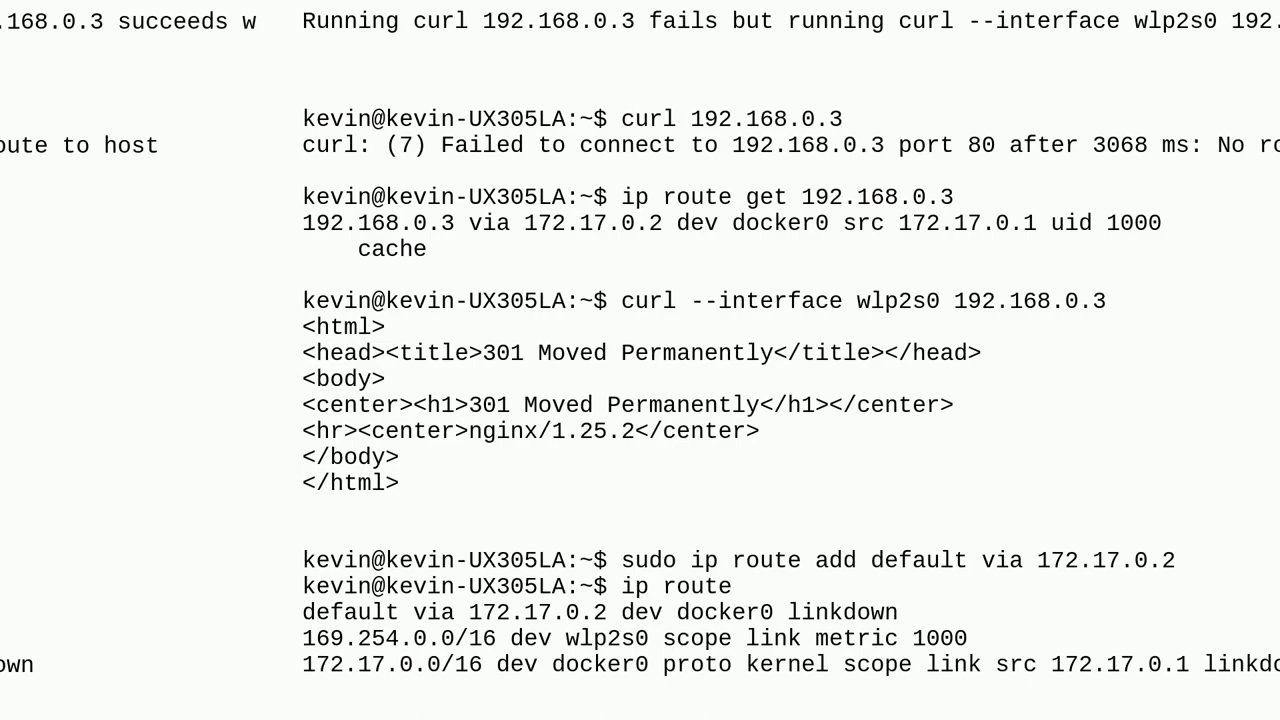 .168.0.3 succeeds w
Running curl 192.168.0.3 fails but running curl --interface wlp2s0 192.
kevin@kevin-UX305LA:~$ curl 192.168.0.3
oute to host
curl: (7) Failed to connect to 192.168.0.3 port 80 after 3068 ms: No ro
kevin@kevin-UX305LA:~$ ip route get 192.168.0.3
192.168.0.3 via 172.17.0.2 dev docker0 src 172.17.0.1 uid 1000
    cache
kevin@kevin-UX305LA:~$ curl --interface wlp2s0 192.168.0.3
<html>
<head><title>301 Moved Permanently</title></head>
<body>
<center><h1>301 Moved Permanently</h1></center>
<hr><center>nginx/1.25.2</center>
</body>
</html>
kevin@kevin-UX305LA:~$ sudo ip route add default via 172.17.0.2
kevin@kevin-UX305LA:~$ ip route
default via 172.17.0.2 dev docker0 linkdown
169.254.0.0/16 dev wlp2s0 scope link metric 1000
own
172.17.0.0/16 dev docker0 proto kernel scope link src 172.17.0.1 linkdo